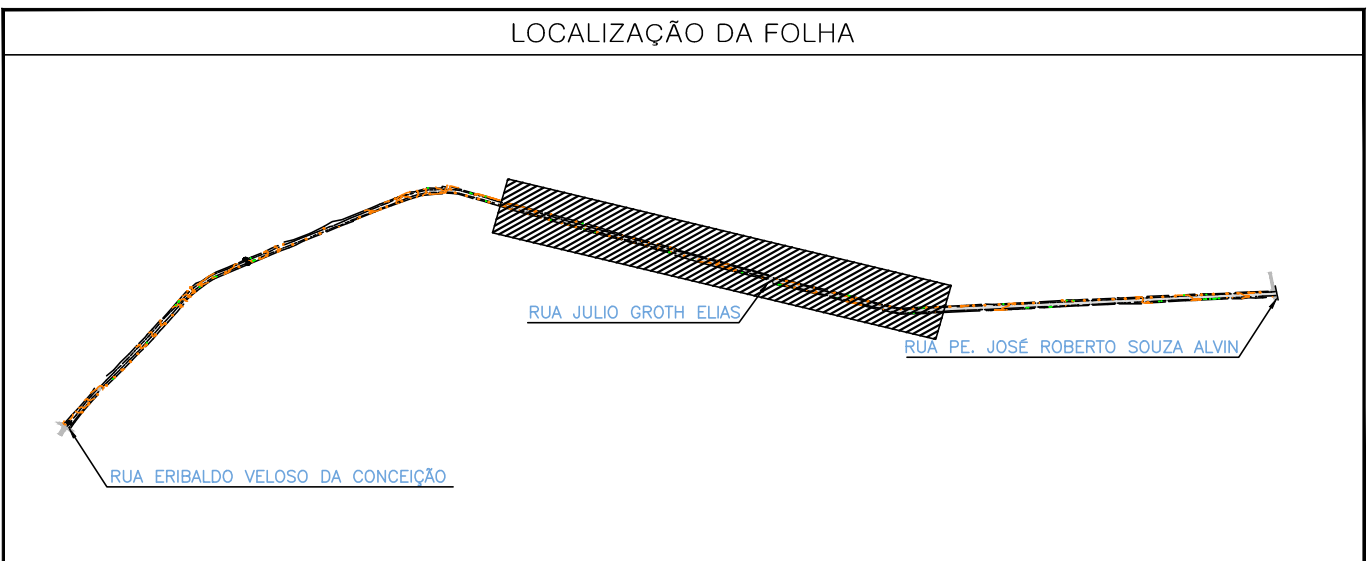 LOCALIZAÇÃO DA FOLHA
RUA JULIO GROTH ELIAS
RUA PE. JOSÉ ROBERTO SOUZA ALVIN
RUA ERIBALDO VELOSO DA CONCEIÇÃO